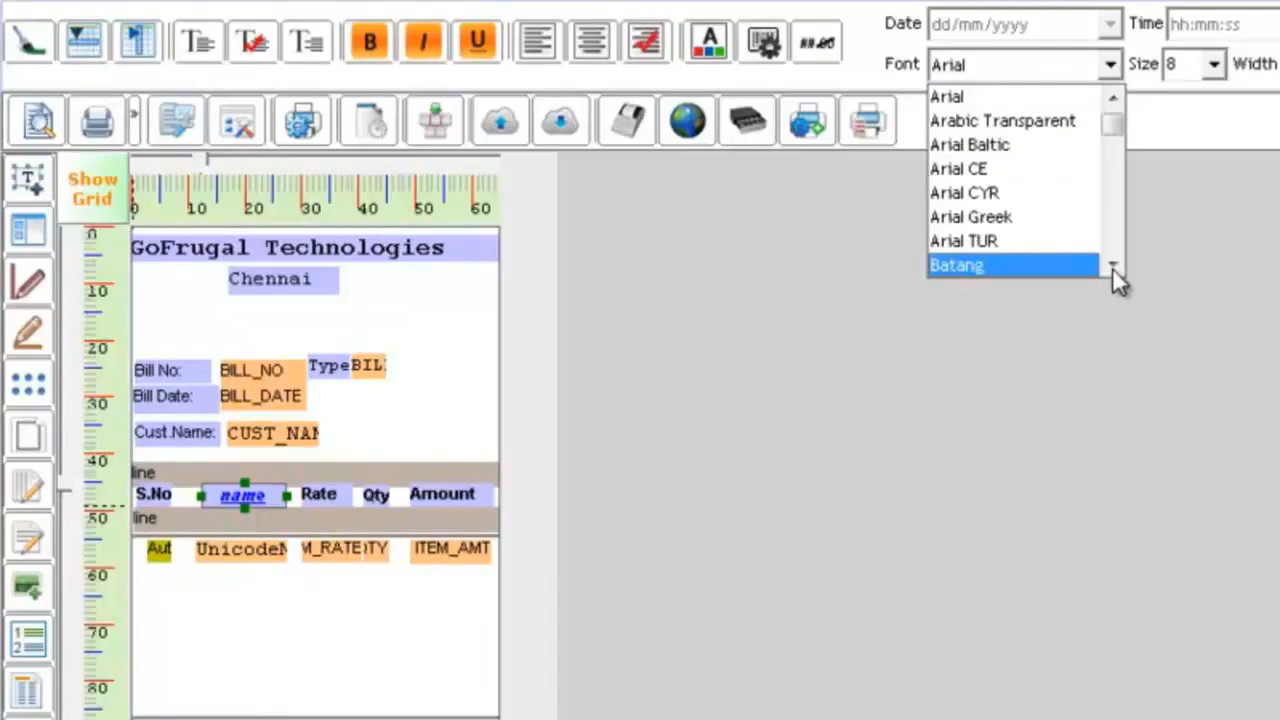 Date dd/mm/yyyy Time hh:mm:ss
B I U A ##.##
Font Arial Size 8 Width
Arial
Arabic Transparent
Arial Baltic
Arial CE
Arial CYR
Arial Greek
Arial TUR
Batang
Show
Grid
0 10 20 30 40 50 60
0
10
20
30
40
50
60
70
80
GoFrugal Technologies
Chennai
Bill No: BILL_NO Type BIL
Bill Date: BILL_DATE
Cust.Name: CUST_NAM
line
S.No name Rate Qty Amount
line
Aut Unicode M_RATE TY ITEM_AMT